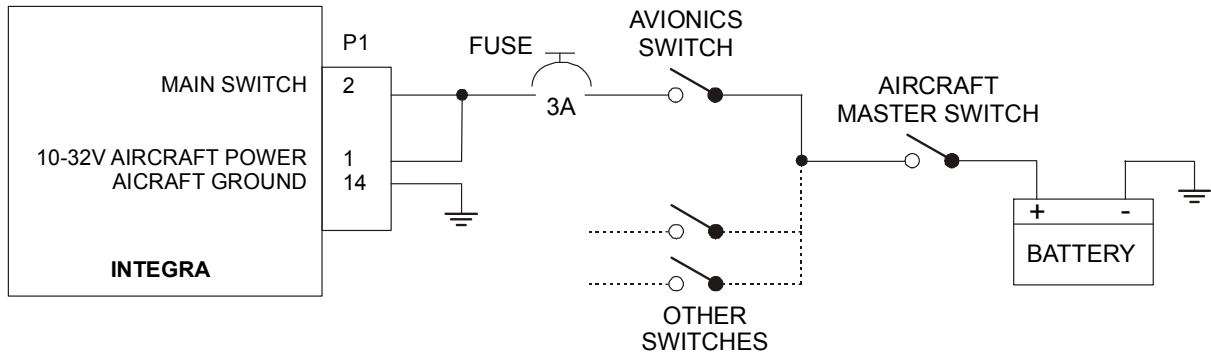 P1
MAIN SWITCH 2
10-32V AIRCRAFT POWER 1
AICRAFT GROUND 14
INTEGRA
FUSE
3A
AVIONICS
SWITCH
AIRCRAFT
MASTER SWITCH
OTHER
SWITCHES
+ -
BATTERY